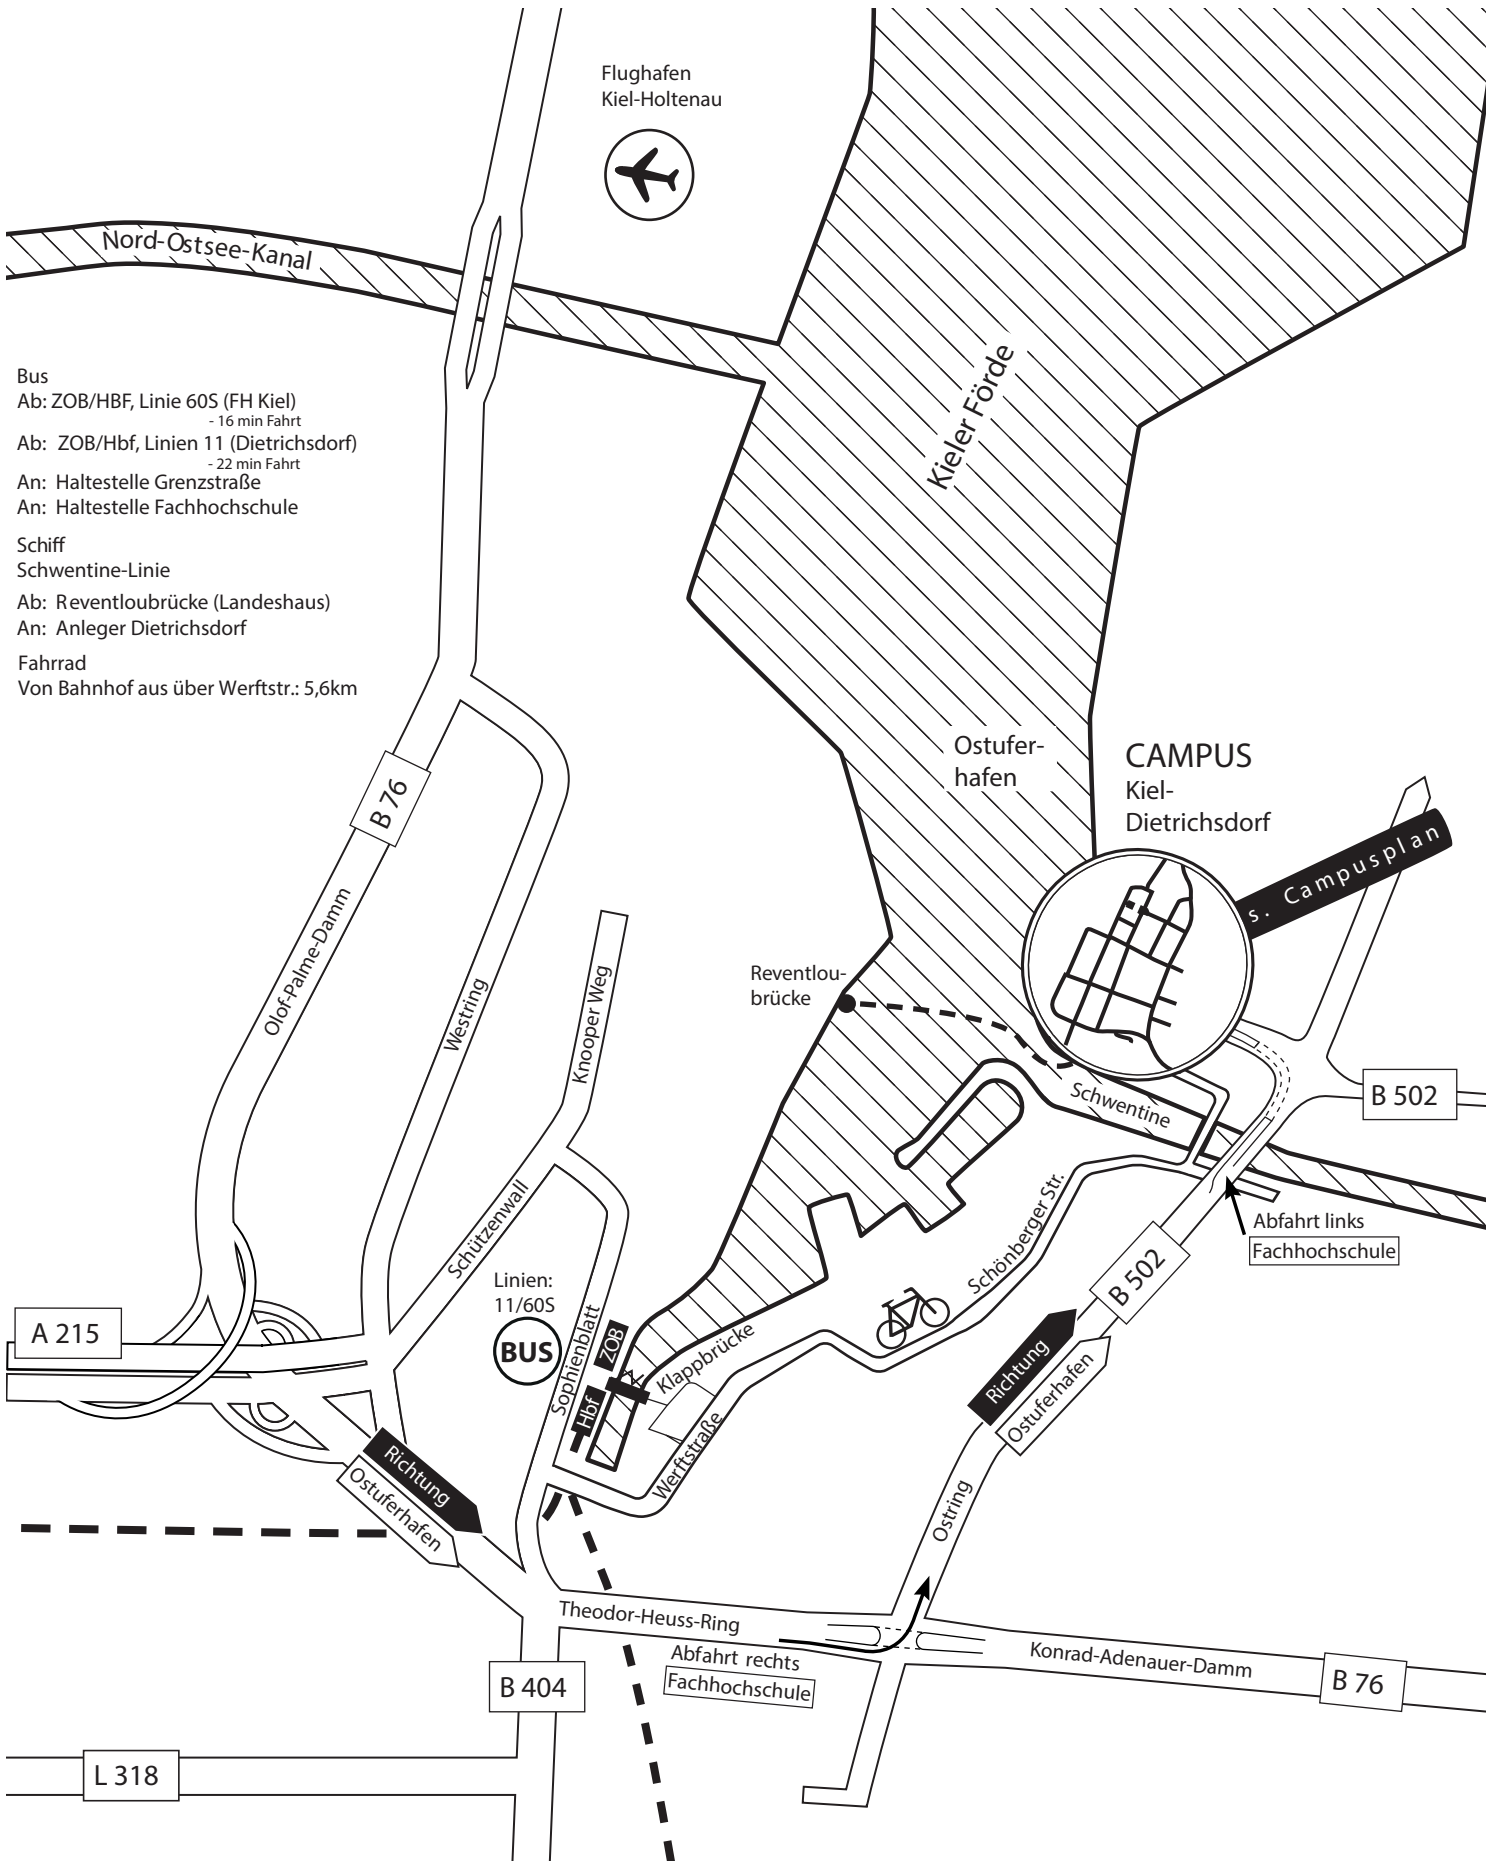 Flughafen
Kiel-Holtenau
Nord-Ostsee-Kanal
Bus
Ab: ZOB/HBF, Linie 60S (FH Kiel)
- 16 min Fahrt
Ab: ZOB/Hbf, Linien 11 (Dietrichsdorf)
- 22 min Fahrt
An: Haltestelle Grenzstraße
An: Haltestelle Fachhochschule
Schiff
Schwentine-Linie
Ab: Reventloubrücke (Landeshaus)
An: Anleger Dietrichsdorf
Fahrrad
Von Bahnhof aus über Werftstr.: 5,6km
Kieler Förde
Ostufer-
hafen
CAMPUS
Kiel-
Dietrichsdorf
s. Campusplan
B 76
Olof-Palme-Damm
Westring
Knooper Weg
Reventlou-
brücke
Schwentine
B 502
Schützenwall
Schönberger Str.
Abfahrt links
Fachhochschule
B 502
Linien:
11/60S
BUS
Sophienblatt
ZOB
Hbf
Klappbrücke
Werftstraße
A 215
Richtung
Ostuferhafen
Richtung
Ostuferhafen
Ostring
Theodor-Heuss-Ring
Abfahrt rechts
Fachhochschule
Konrad-Adenauer-Damm
B 76
B 404
L 318